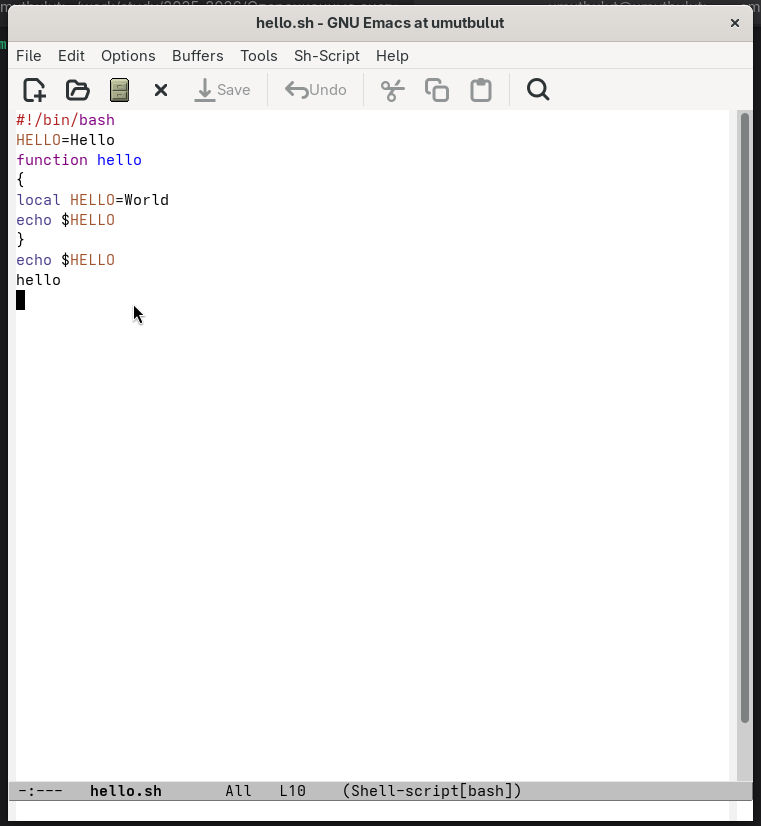 hello.sh - GNU Emacs at umutbulut
File Edit Options Buffers Tools Sh-Script Help
Save Undo
#!/bin/bash
HELLO=Hello
function hello
{
local HELLO=World
echo $HELLO
}
echo $HELLO
hello
-:--- hello.sh All L10 (Shell-script[bash])